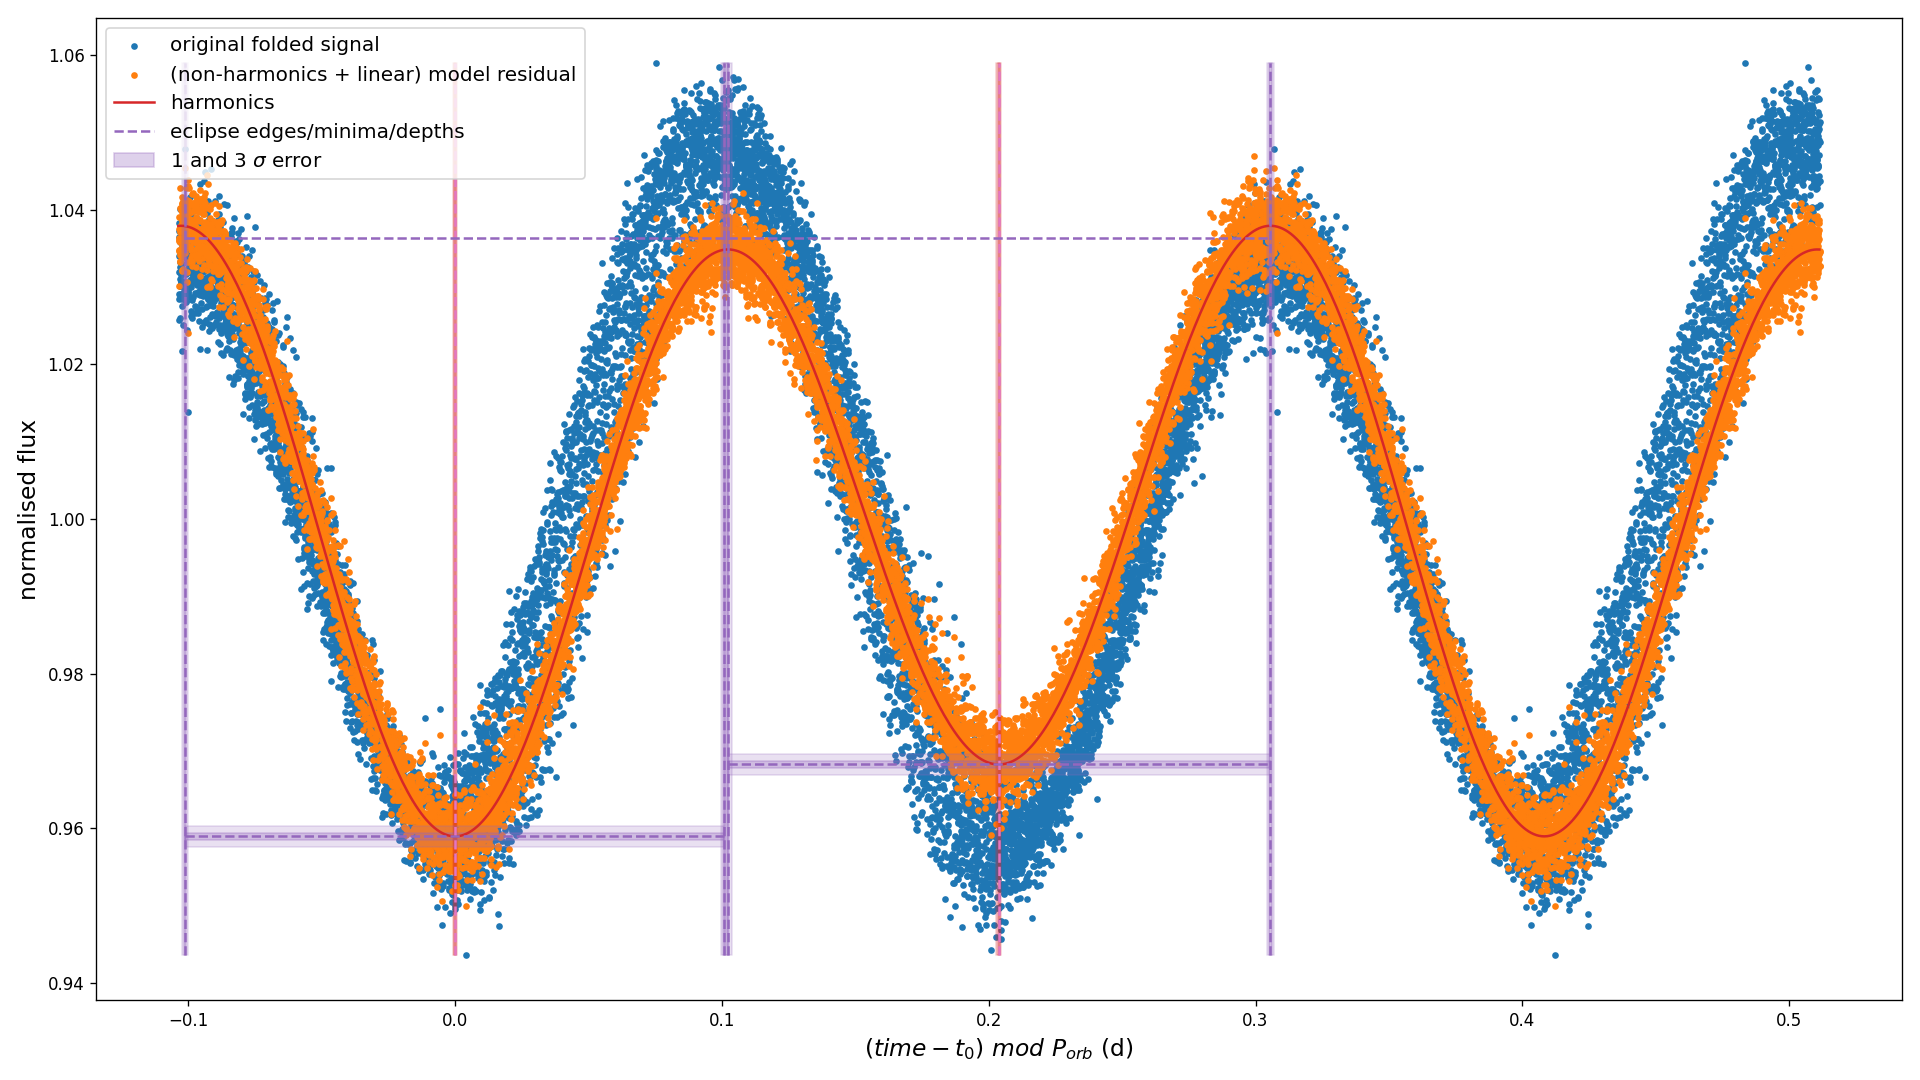 original folded signal
(non-harmonics + linear) model residual
harmonics
eclipse edges/minima/depths
1 and 3 σ error
normalised flux
1.06
1.04
1.02
1.00
0.98
0.96
0.94
−0.1 0.0 0.1 0.2 0.3 0.4 0.5
(time − t₀) mod Pₒᵣb (d)